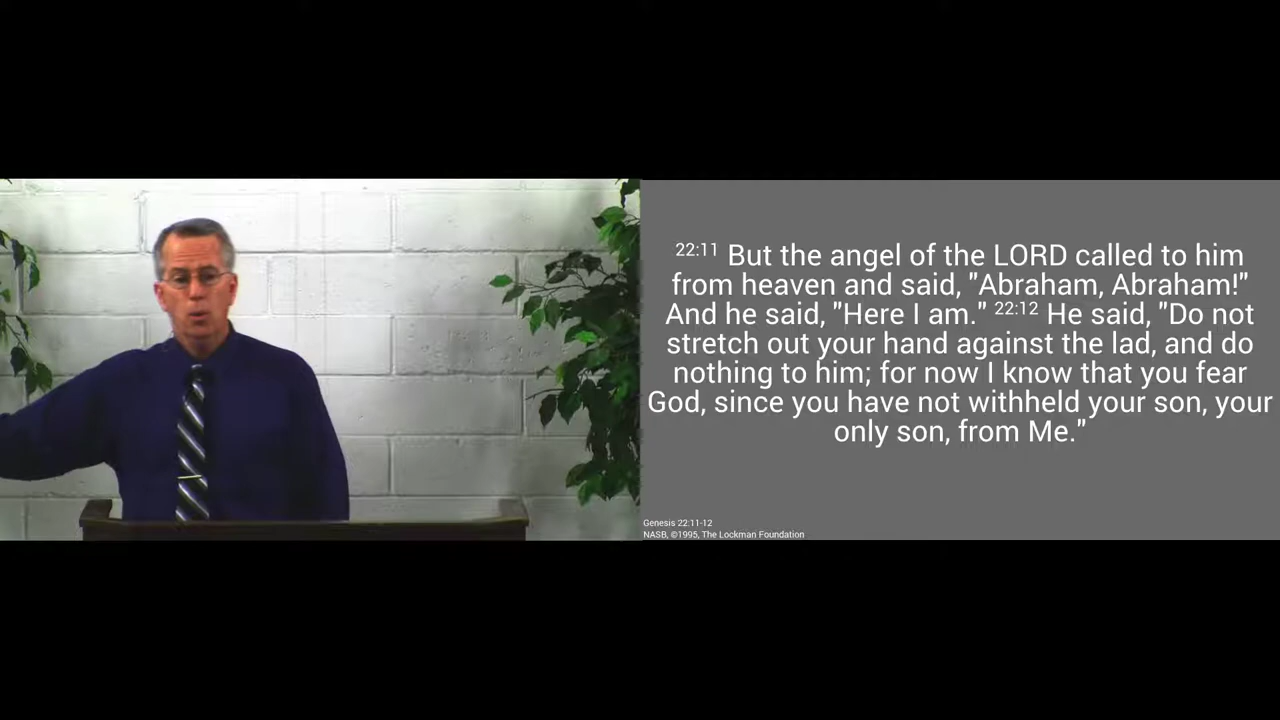 22:11 But the angel of the LORD called to him
from heaven and said, "Abraham, Abraham!"
And he said, "Here I am." 22:12 He said, "Do not
stretch out your hand against the lad, and do
nothing to him; for now I know that you fear
God, since you have not withheld your son, your
only son, from Me."
Genesis 22:11-12
NASB, ©1995, The Lockman Foundation